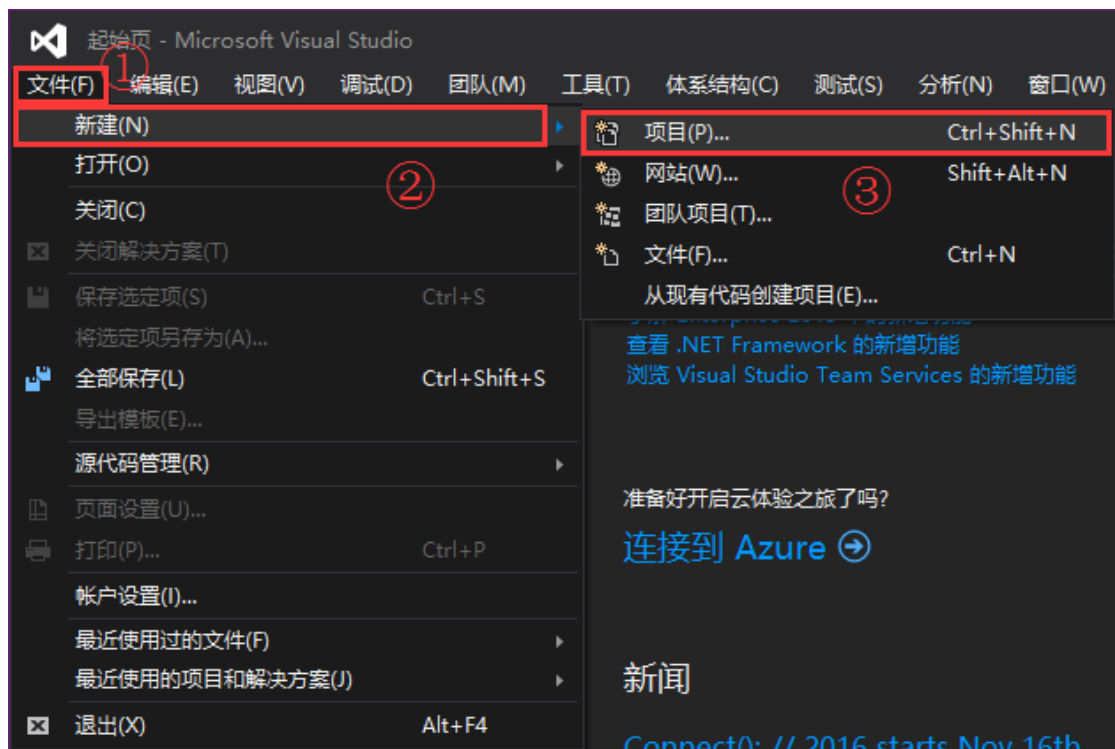 起始页 - Microsoft Visual Studio
①
文件(F) 编辑(E) 视图(V) 调试(D) 团队(M) 工具(T) 体系结构(C) 测试(S) 分析(N) 窗口(W)
新建(N)
打开(O)
②
关闭(C)
关闭解决方案(T)
保存选定项(S) Ctrl+S
将选定项另存为(A)...
全部保存(L) Ctrl+Shift+S
导出模板(E)...
源代码管理(R)
页面设置(U)...
打印(P)... Ctrl+P
帐户设置(I)...
最近使用过的文件(F)
最近使用的项目和解决方案(J)
退出(X) Alt+F4
项目(P)... Ctrl+Shift+N
网站(W)... Shift+Alt+N
③
团队项目(T)...
文件(F)... Ctrl+N
从现有代码创建项目(E)...
查看 .NET Framework 的新增功能
浏览 Visual Studio Team Services 的新增功能
准备好开启云体验之旅了吗?
连接到 Azure
新闻
Connect(); // 2016 starts Nov 16th